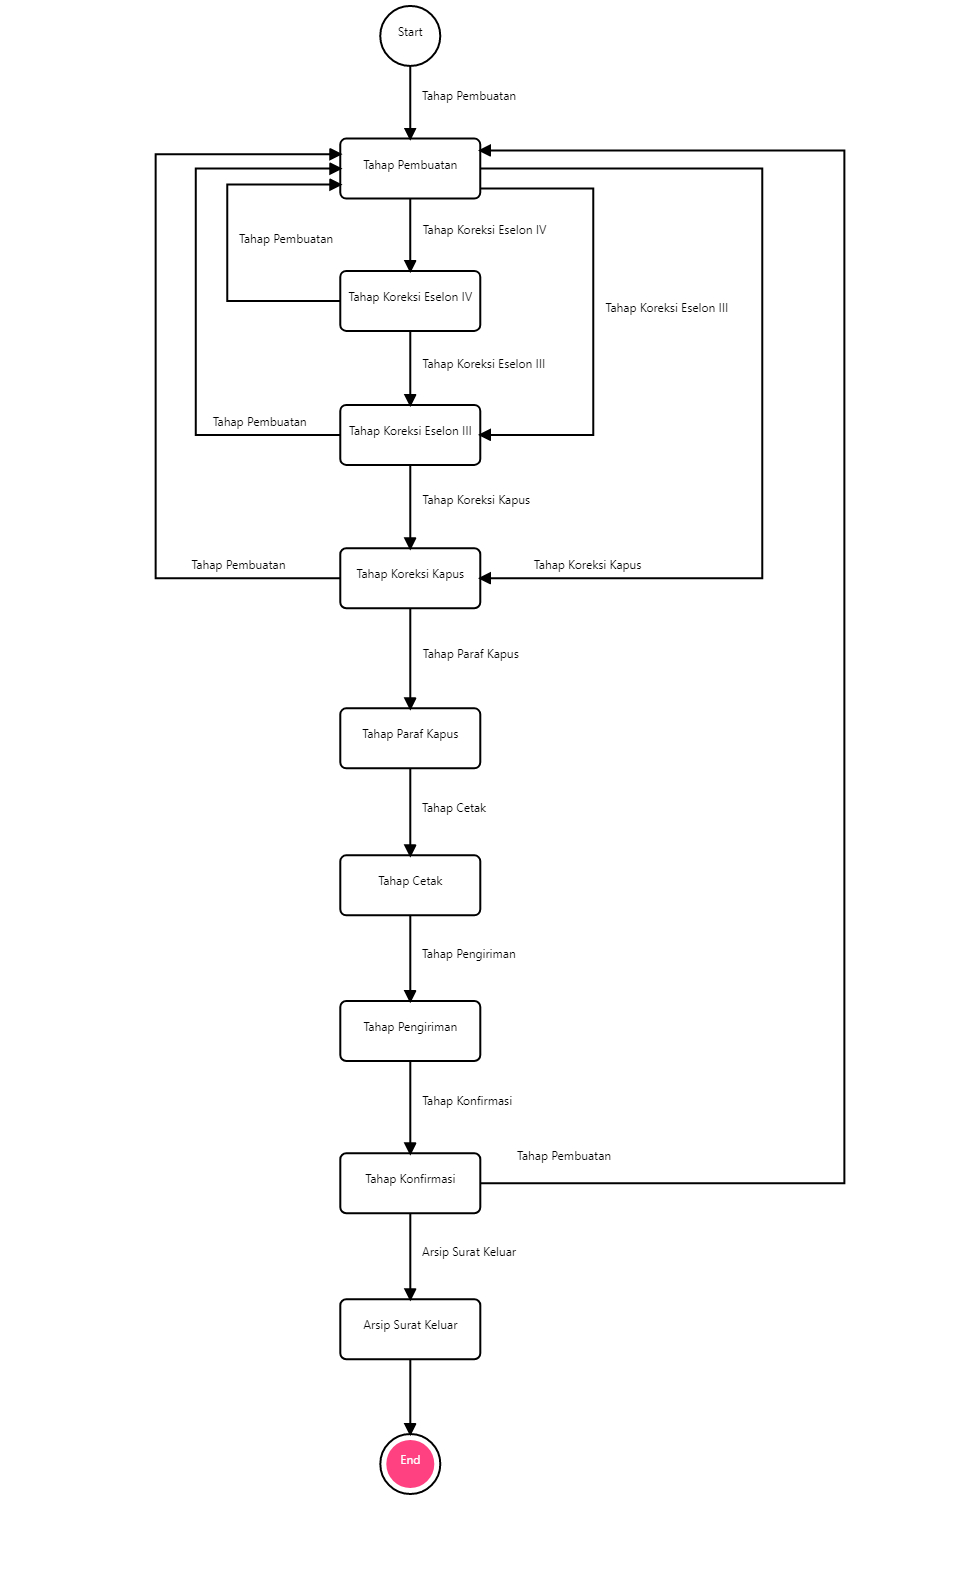 Start
Tahap Pembuatan
Tahap Pembuatan
Tahap Koreksi Eselon IV
Tahap Pembuatan
Tahap Koreksi Eselon IV
Tahap Koreksi Eselon III
Tahap Koreksi Eselon III
Tahap Pembuatan
Tahap Koreksi Eselon III
Tahap Koreksi Kapus
Tahap Pembuatan
Tahap Koreksi Kapus
Tahap Koreksi Kapus
Tahap Paraf Kapus
Tahap Paraf Kapus
Tahap Cetak
Tahap Cetak
Tahap Pengiriman
Tahap Pengiriman
Tahap Konfirmasi
Tahap Pembuatan
Tahap Konfirmasi
Arsip Surat Keluar
Arsip Surat Keluar
End